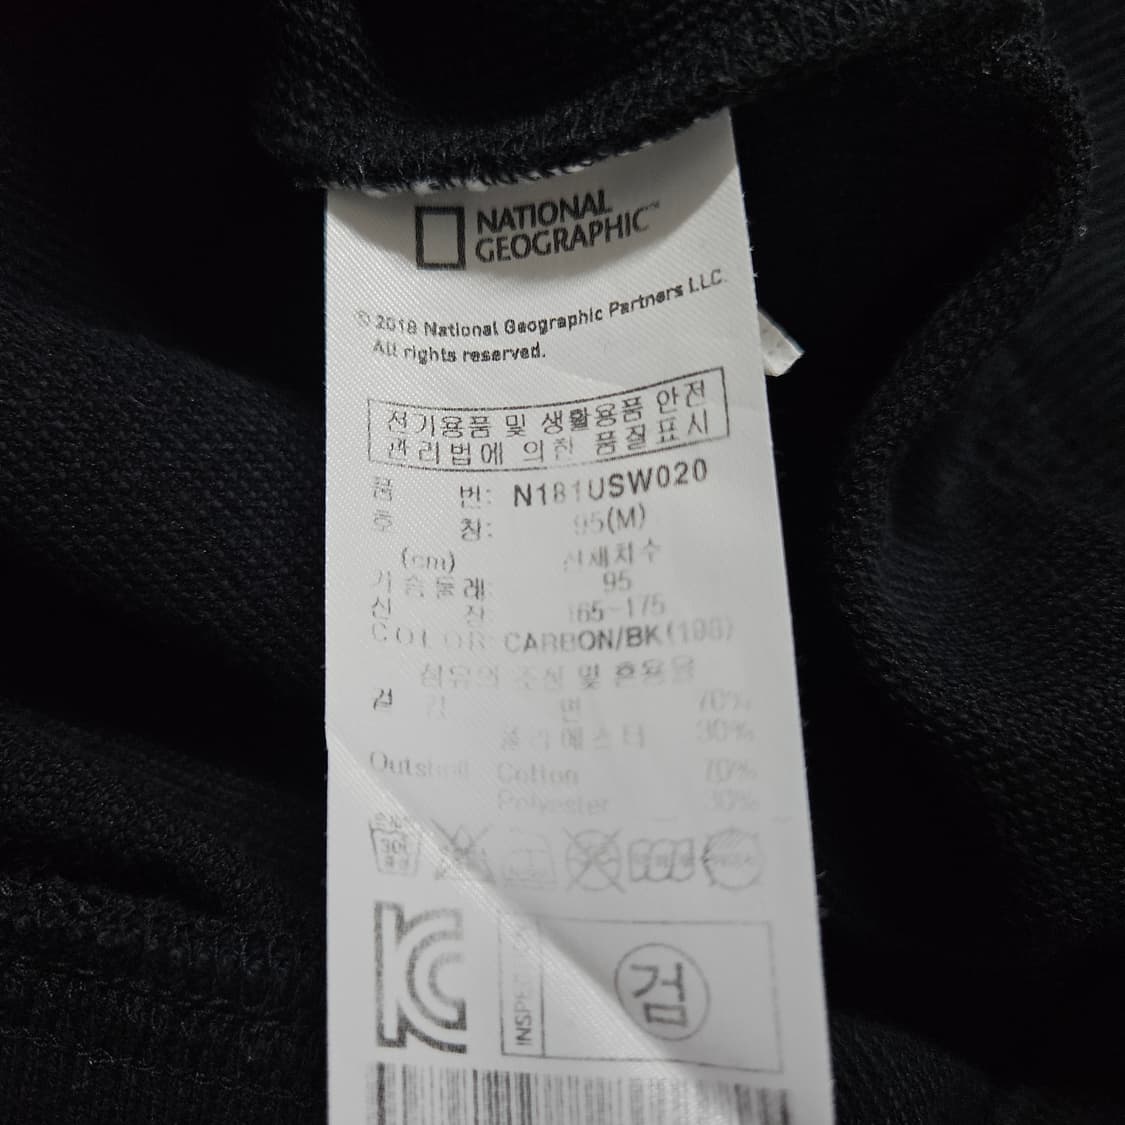 NATIONAL
GEOGRAPHIC™
© 2018 National Geographic Partners LLC.
All rights reserved.
전기용품 및 생활용품 안전
관리법에 의한 품질표시
품 번: N181USW020
호 칭: 95(M)
(cm) 신체치수
가슴둘레: 95
신 장: 165-175
COLOR: CARBON/BK(198)
섬유의 조성 및 혼용율
겉 감 면 70%
폴리에스터 30%
Outshell Cotton 70%
Polyester 30%
30℃
검